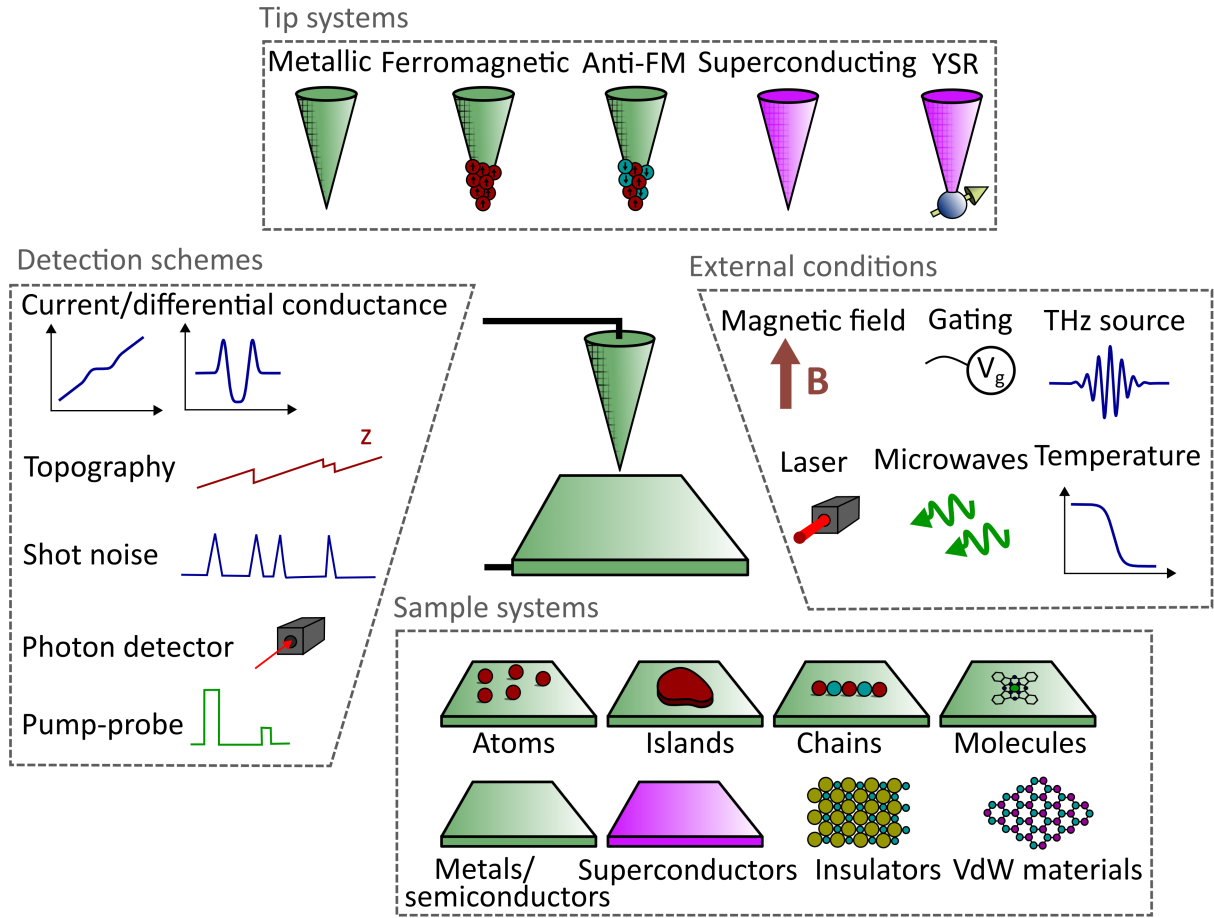 Tip systems
Metallic Ferromagnetic Anti-FM Superconducting YSR
Detection schemes
Current/differential conductance
Topography
z
Shot noise
Photon detector
Pump-probe
External conditions
Magnetic field Gating THz source
B
Vg
Laser Microwaves Temperature
Sample systems
Atoms Islands Chains Molecules
Metals/
semiconductors
Superconductors Insulators VdW materials